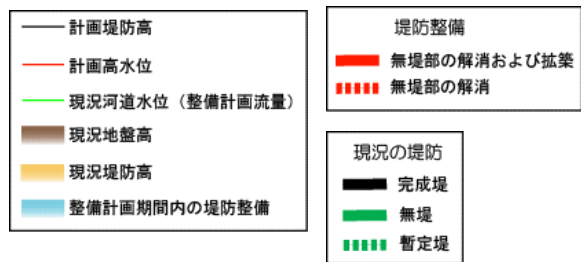 計画堤防高
計画高水位
現況河道水位（整備計画流量）
現況地盤高
現況堤防高
整備計画期間内の堤防整備
堤防整備
無堤部の解消および拡築
無堤部の解消
現況の堤防
完成堤
無堤
暫定堤